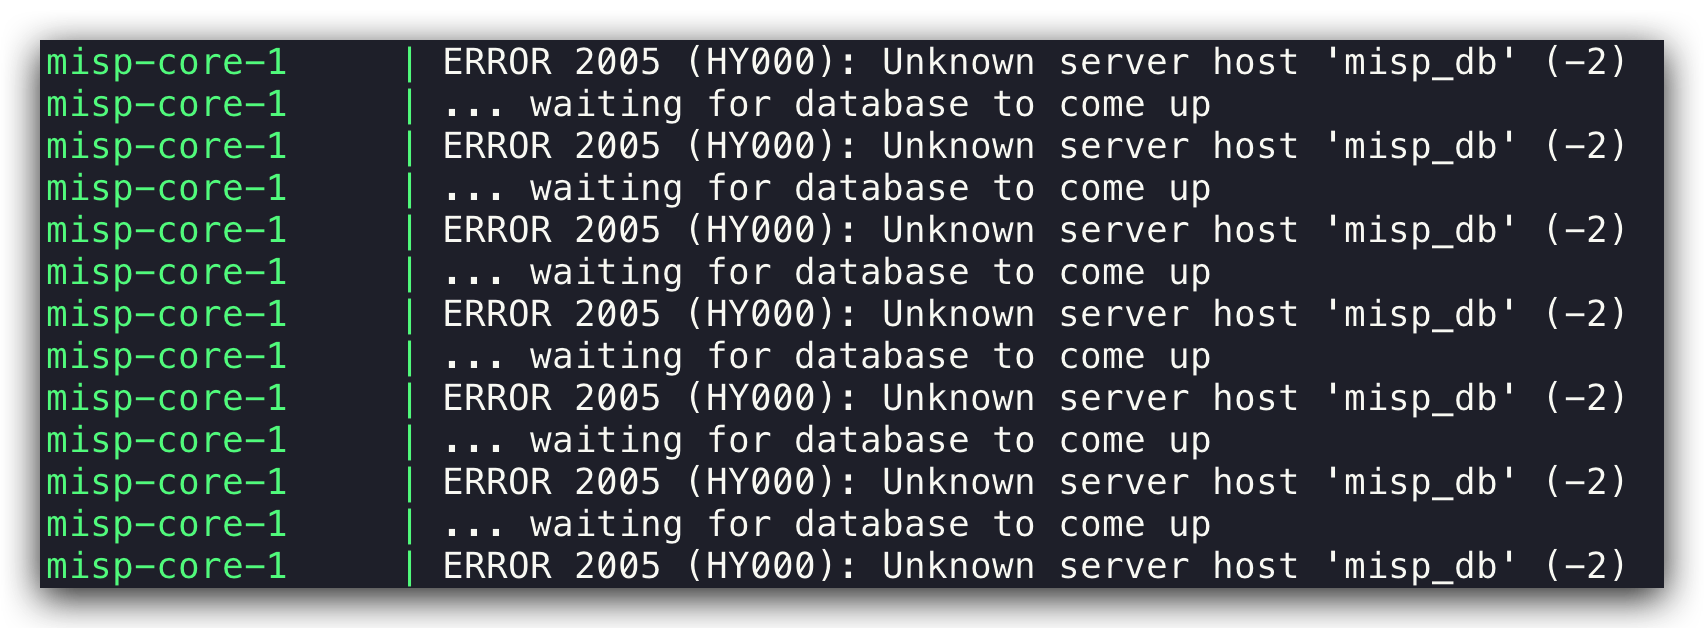 misp-core-1 | ERROR 2005 (HY000): Unknown server host 'misp_db' (-2)
misp-core-1 | ... waiting for database to come up
misp-core-1 | ERROR 2005 (HY000): Unknown server host 'misp_db' (-2)
misp-core-1 | ... waiting for database to come up
misp-core-1 | ERROR 2005 (HY000): Unknown server host 'misp_db' (-2)
misp-core-1 | ... waiting for database to come up
misp-core-1 | ERROR 2005 (HY000): Unknown server host 'misp_db' (-2)
misp-core-1 | ... waiting for database to come up
misp-core-1 | ERROR 2005 (HY000): Unknown server host 'misp_db' (-2)
misp-core-1 | ... waiting for database to come up
misp-core-1 | ERROR 2005 (HY000): Unknown server host 'misp_db' (-2)
misp-core-1 | ... waiting for database to come up
misp-core-1 | ERROR 2005 (HY000): Unknown server host 'misp_db' (-2)